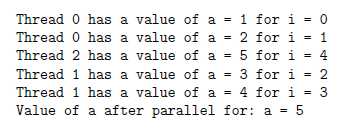 Thread 0 has a value of a = 1 for i = 0
Thread 0 has a value of a = 2 for i = 1
Thread 2 has a value of a = 5 for i = 4
Thread 1 has a value of a = 3 for i = 2
Thread 1 has a value of a = 4 for i = 3
Value of a after parallel for: a = 5